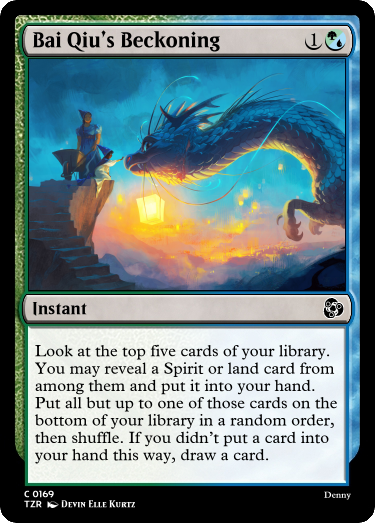 Bai Qiu's Beckoning 1
Instant
Look at the top five cards of your library.
You may reveal a Spirit or land card from
among them and put it into your hand.
Put all but up to one of those cards on the
bottom of your library in a random order,
then shuffle. If you didn't put a card into
your hand this way, draw a card.
C 0169
TZR Devin Elle Kurtz
Denny